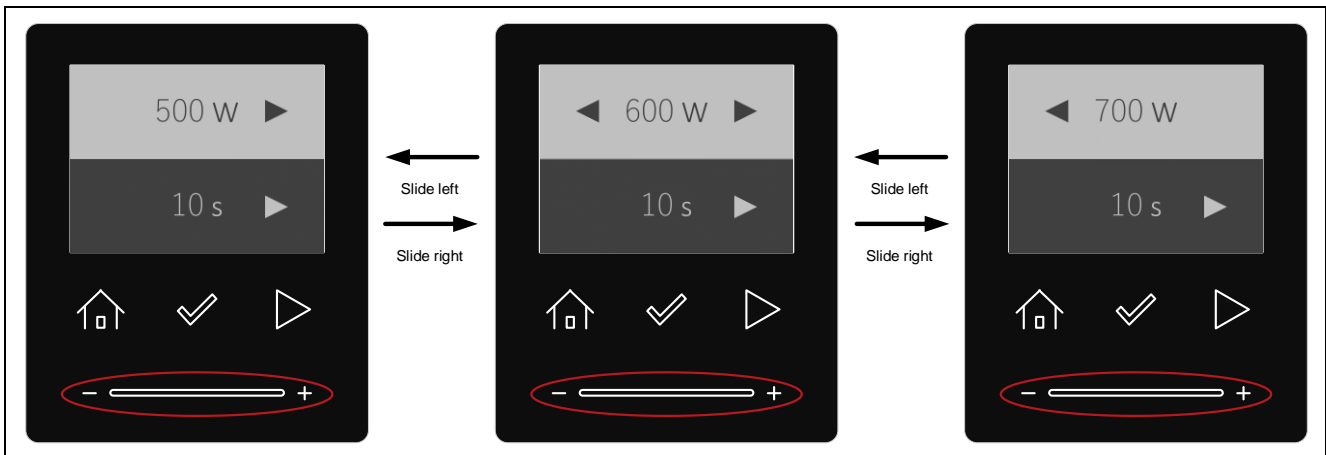 500 W
10 s
− +
Slide left
Slide right
600 W
10 s
− +
Slide left
Slide right
700 W
10 s
− +